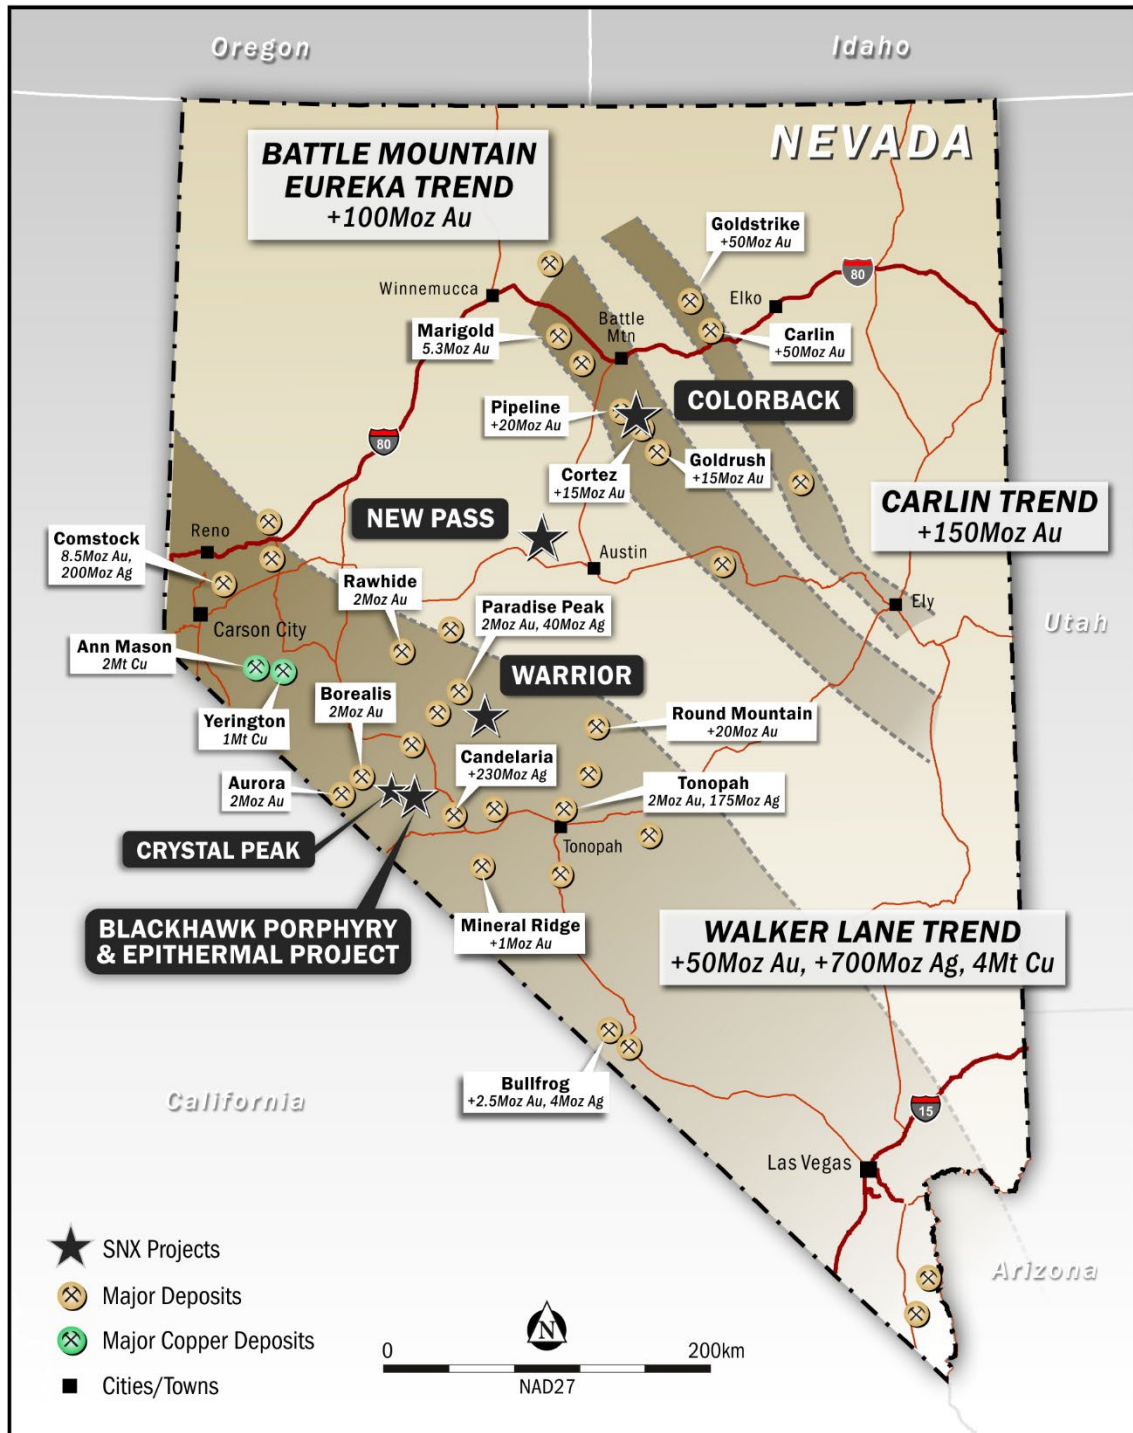 Oregon
Idaho
NEVADA
BATTLE MOUNTAIN
EUREKA TREND
+100Moz Au
Goldstrike
+50Moz Au
80
Winnemucca
Elko
Battle
Mtn
Marigold
5.3Moz Au
Carlin
+50Moz Au
COLORBACK
Pipeline
+20Moz Au
80
Cortez
+15Moz Au
Goldrush
+15Moz Au
CARLIN TREND
+150Moz Au
NEW PASS
Reno
Comstock
8.5Moz Au,
200Moz Ag
Austin
Rawhide
2Moz Au
Paradise Peak
2Moz Au, 40Moz Ag
Ely
Utah
Carson City
Ann Mason
2Mt Cu
WARRIOR
Borealis
2Moz Au
Yerington
1Mt Cu
Round Mountain
+20Moz Au
Candelaria
+230Moz Ag
Aurora
2Moz Au
Tonopah
2Moz Au, 175Moz Ag
CRYSTAL PEAK
Tonopah
BLACKHAWK PORPHYRY
& EPITHERMAL PROJECT
Mineral Ridge
+1Moz Au
WALKER LANE TREND
+50Moz Au, +700Moz Ag, 4Mt Cu
Bullfrog
+2.5Moz Au, 4Moz Ag
California
15
Las Vegas
Arizona
SNX Projects
Major Deposits
Major Copper Deposits
Cities/Towns
N
0
200km
NAD27